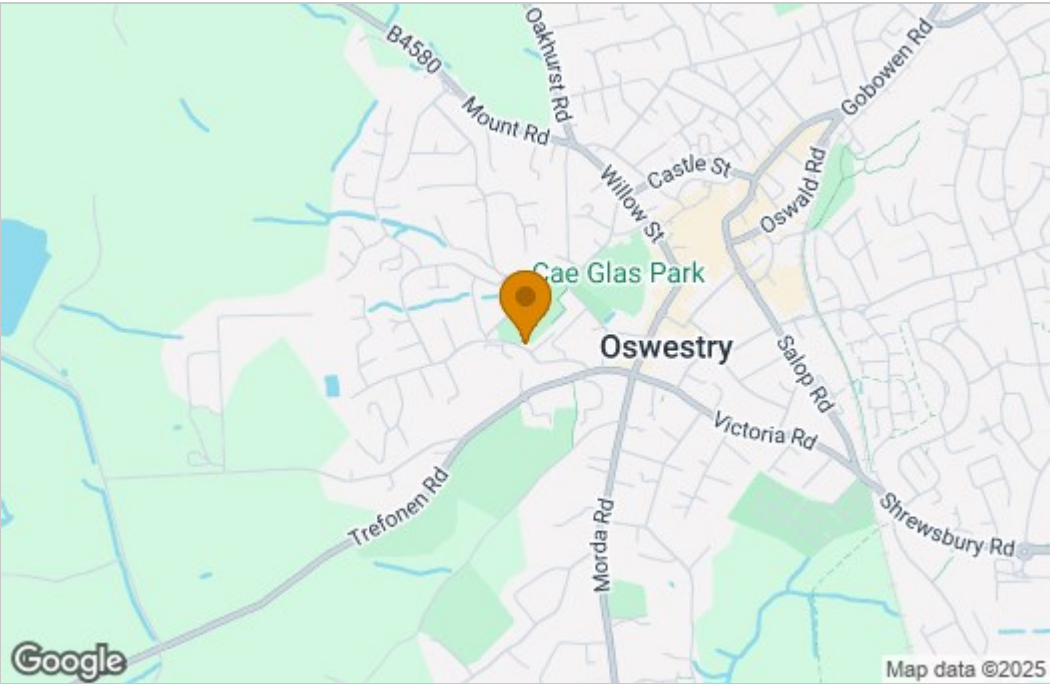 B4580
Oakhurst Rd
Gobowen Rd
Mount Rd
Castle St
Willow St
Oswald Rd
Cae Glas Park
Oswestry
Salop Rd
Victoria Rd
Trefonen Rd
Morda Rd
Shrewsbury Rd
Google
Map data ©2025